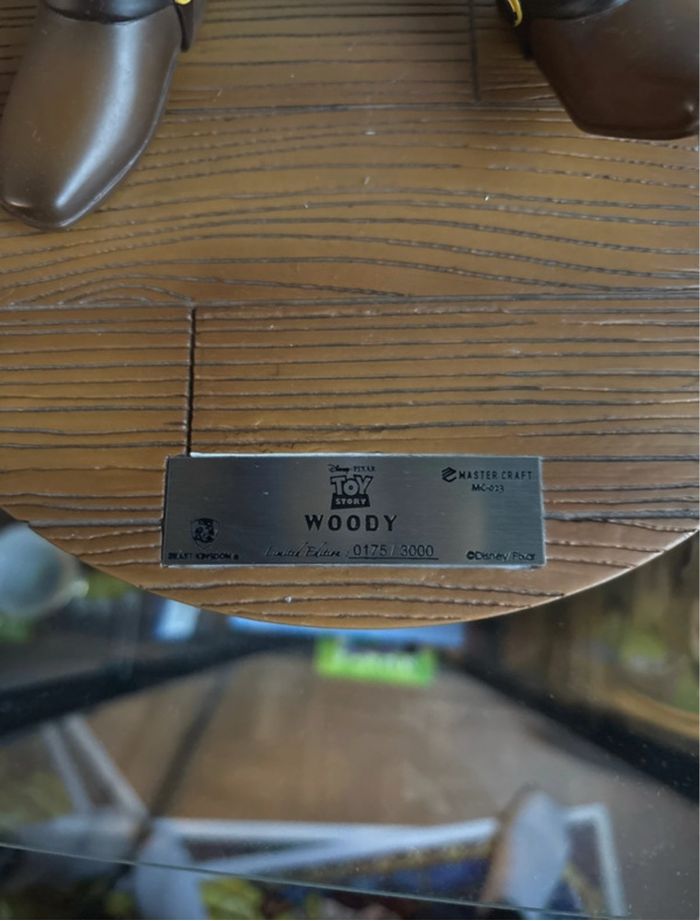 Disney · PIXAR
TOY
STORY
WOODY
MASTER CRAFT
MC-023
BEAST KINGDOM
Limited Edition : 0175 / 3000
©Disney/Pixar